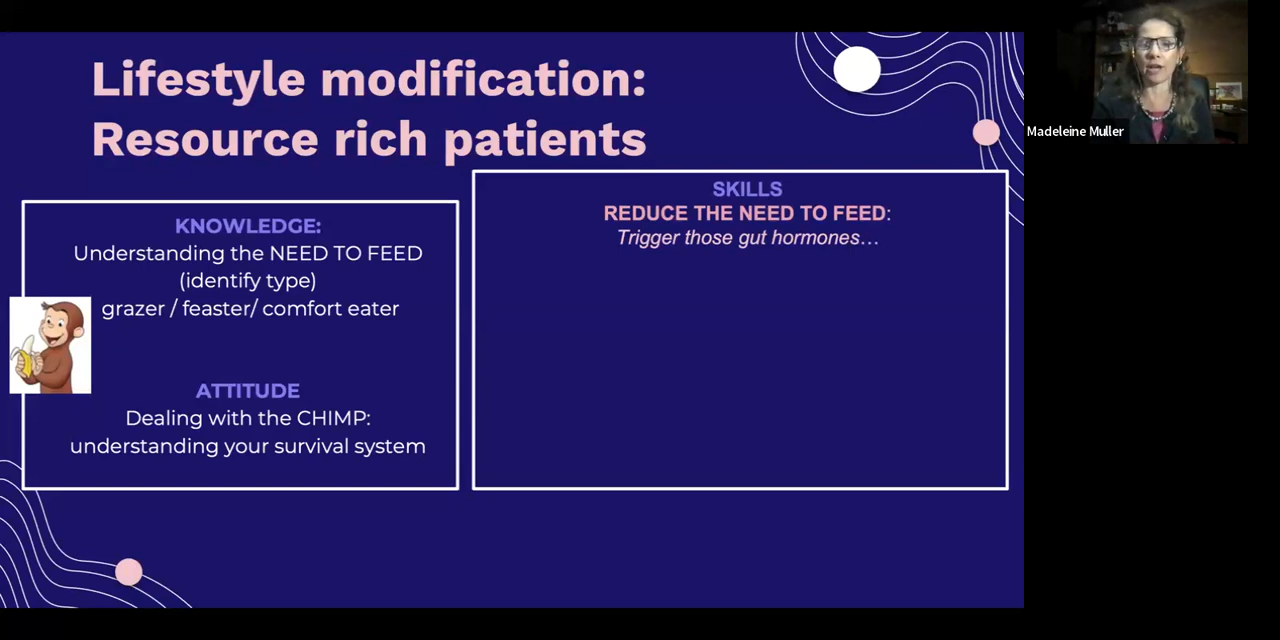 Lifestyle modification:
Resource rich patients
KNOWLEDGE:
Understanding the NEED TO FEED
(identify type)
grazer / feaster/ comfort eater
ATTITUDE
Dealing with the CHIMP:
understanding your survival system
SKILLS
REDUCE THE NEED TO FEED:
Trigger those gut hormones…
Madeleine Muller